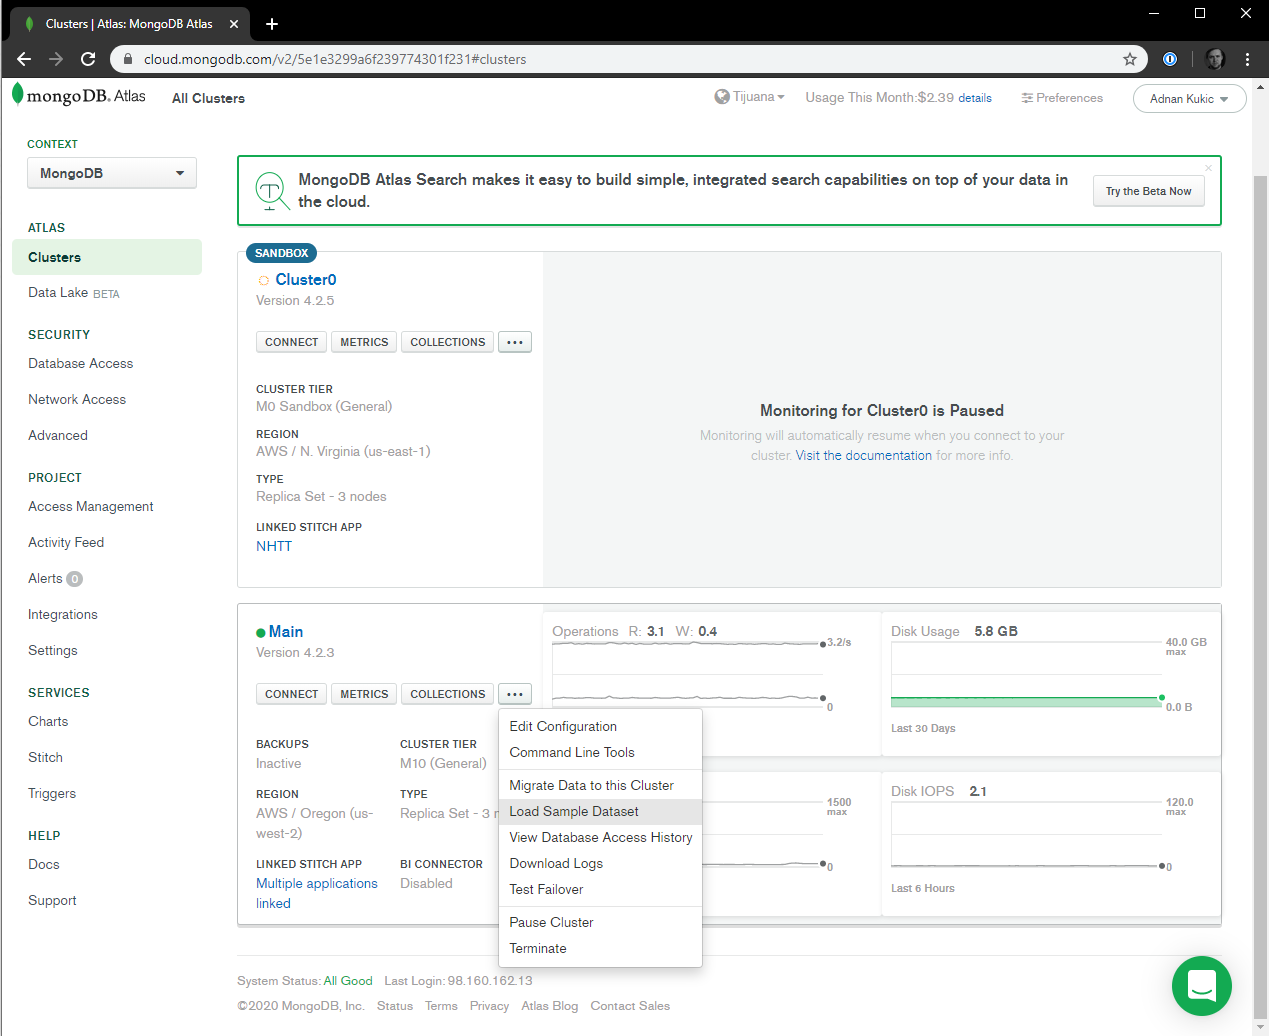 Clusters | Atlas: MongoDB Atlas
cloud.mongodb.com/v2/5e1e3299a6f239774301f231#clusters
mongoDB. Atlas
All Clusters
Tijuana
Usage This Month:$2.39 details
Preferences
Adnan Kukic
CONTEXT
MongoDB
ATLAS
Clusters
Data Lake BETA
SECURITY
Database Access
Network Access
Advanced
PROJECT
Access Management
Activity Feed
Alerts 0
Integrations
Settings
SERVICES
Charts
Stitch
Triggers
HELP
Docs
Support
MongoDB Atlas Search makes it easy to build simple, integrated search capabilities on top of your data in
the cloud.
Try the Beta Now
SANDBOX
Cluster0
Version 4.2.5
CONNECT
METRICS
COLLECTIONS
...
CLUSTER TIER
M0 Sandbox (General)
REGION
AWS / N. Virginia (us-east-1)
TYPE
Replica Set - 3 nodes
LINKED STITCH APP
NHTT
Monitoring for Cluster0 is Paused
Monitoring will automatically resume when you connect to your
cluster. Visit the documentation for more info.
Main
Version 4.2.3
CONNECT
METRICS
COLLECTIONS
...
BACKUPS
Inactive
CLUSTER TIER
M10 (General)
REGION
AWS / Oregon (us-
west-2)
TYPE
Replica Set - 3
LINKED STITCH APP
Multiple applications
linked
BI CONNECTOR
Disabled
Edit Configuration
Command Line Tools
Migrate Data to this Cluster
Load Sample Dataset
View Database Access History
Download Logs
Test Failover
Pause Cluster
Terminate
Operations R: 3.1 W: 0.4
3.2/s
0
Disk Usage 5.8 GB
40.0 GB
max
0.0 B
Last 30 Days
1500
max
0
Disk IOPS 2.1
120.0
max
0
Last 6 Hours
System Status: All Good Last Login: 98.160.162.13
©2020 MongoDB, Inc. Status Terms Privacy Atlas Blog Contact Sales